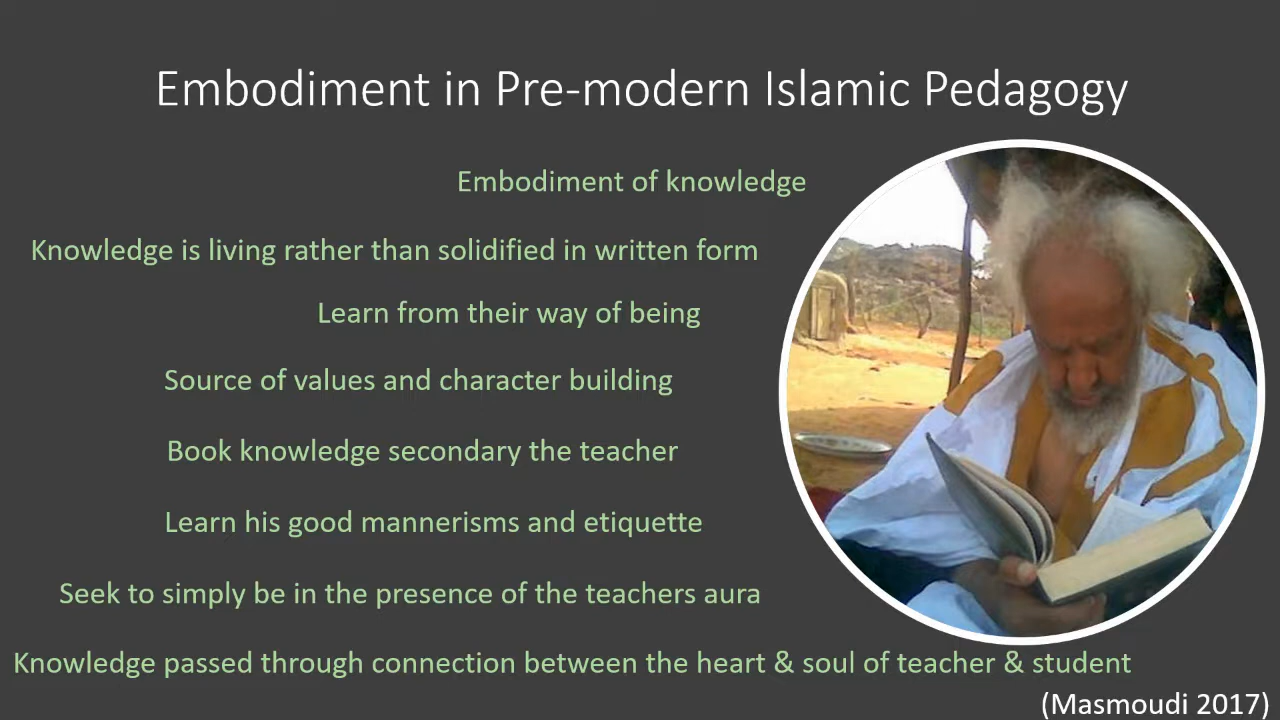 Embodiment in Pre-modern Islamic Pedagogy
Embodiment of knowledge
Knowledge is living rather than solidified in written form
Learn from their way of being
Source of values and character building
Book knowledge secondary the teacher
Learn his good mannerisms and etiquette
Seek to simply be in the presence of the teachers aura
Knowledge passed through connection between the heart & soul of teacher & student
(Masmoudi 2017)